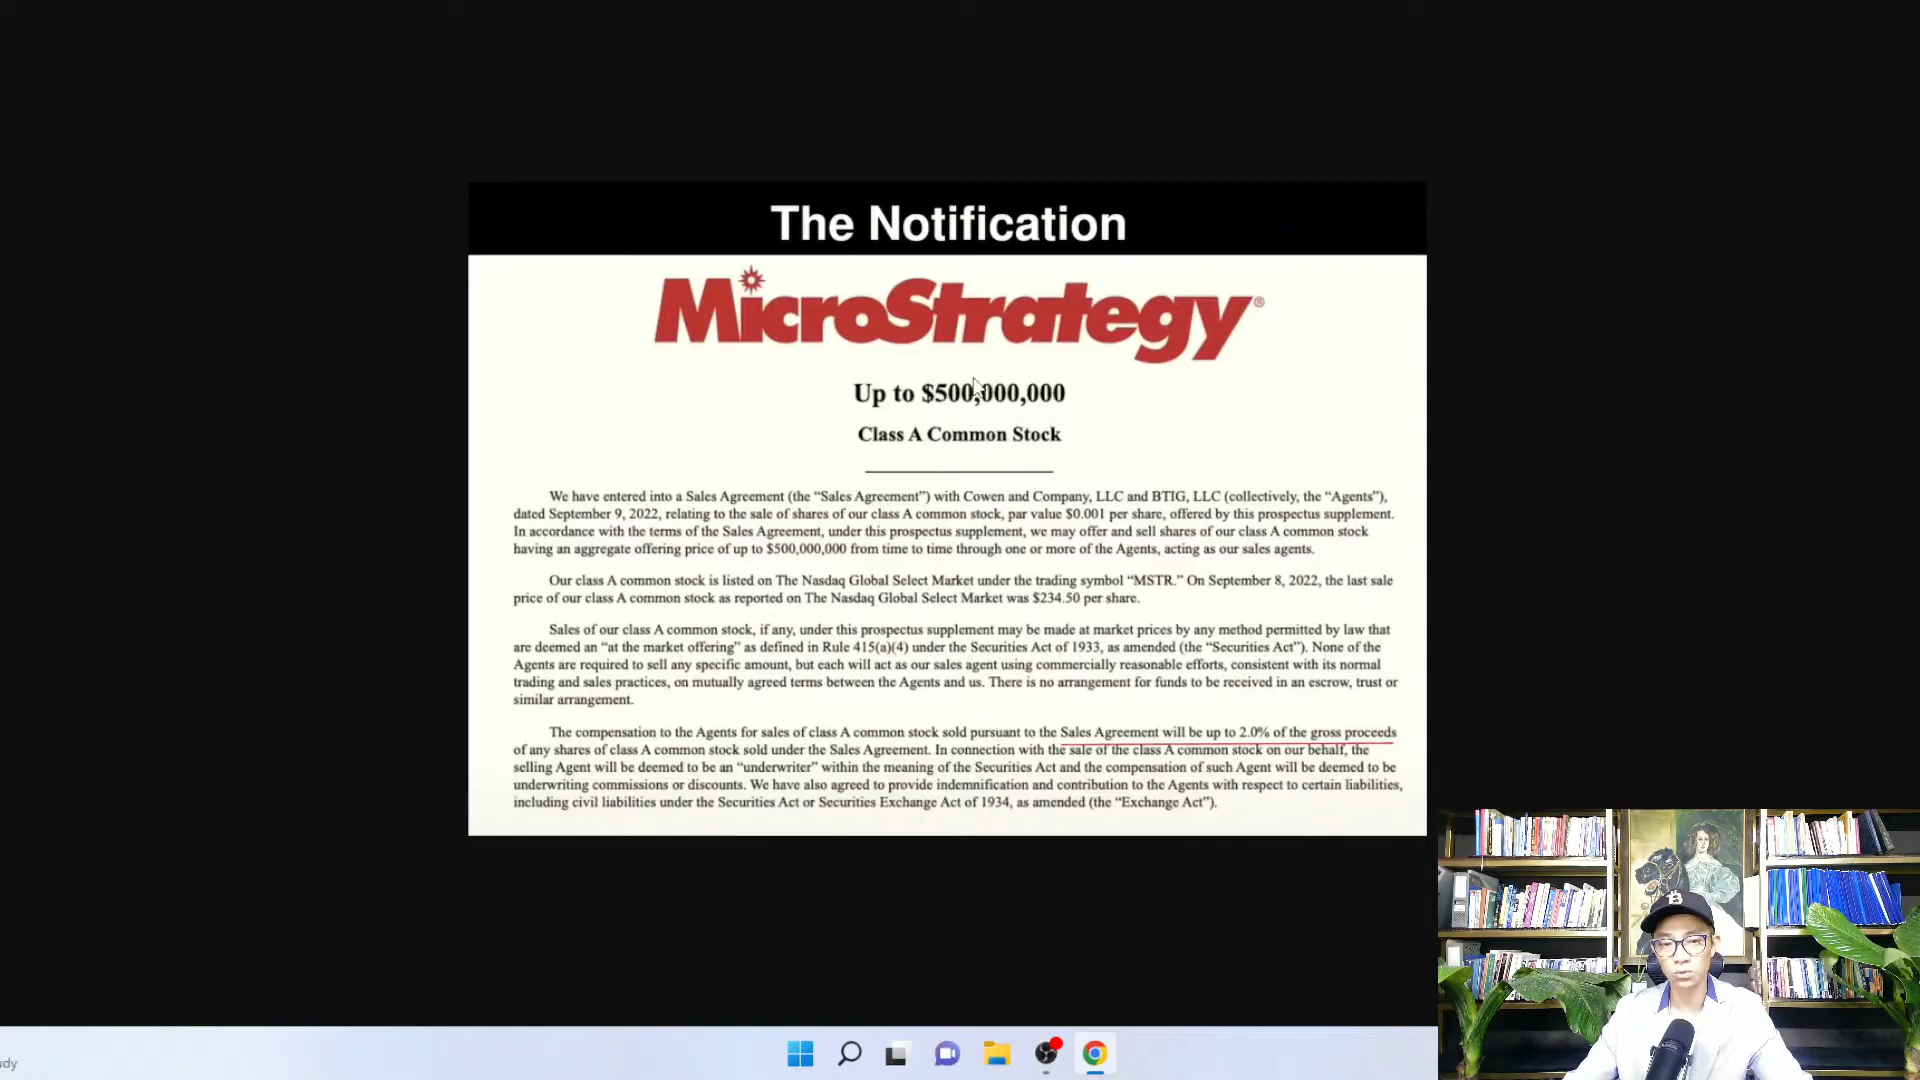 The Notification
MicroStrategy®
Up to $500,000,000
Class A Common Stock
We have entered into a Sales Agreement (the “Sales Agreement”) with Cowen and Company, LLC and BTIG, LLC (collectively, the “Agents”),
dated September 9, 2022, relating to the sale of shares of our class A common stock, par value $0.001 per share, offered by this prospectus supplement.
In accordance with the terms of the Sales Agreement, under this prospectus supplement, we may offer and sell shares of our class A common stock
having an aggregate offering price of up to $500,000,000 from time to time through one or more of the Agents, acting as our sales agents.
Our class A common stock is listed on The Nasdaq Global Select Market under the trading symbol “MSTR.” On September 8, 2022, the last sale
price of our class A common stock as reported on The Nasdaq Global Select Market was $234.50 per share.
Sales of our class A common stock, if any, under this prospectus supplement may be made at market prices by any method permitted by law that
are deemed an “at the market offering” as defined in Rule 415(a)(4) under the Securities Act of 1933, as amended (the “Securities Act”). None of the
Agents are required to sell any specific amount, but each will act as our sales agent using commercially reasonable efforts, consistent with its normal
trading and sales practices, on mutually agreed terms between the Agents and us. There is no arrangement for funds to be received in an escrow, trust or
similar arrangement.
The compensation to the Agents for sales of class A common stock sold pursuant to the Sales Agreement will be up to 2.0% of the gross proceeds
of any shares of class A common stock sold under the Sales Agreement. In connection with the sale of the class A common stock on our behalf, the
selling Agent will be deemed to be an “underwriter” within the meaning of the Securities Act and the compensation of such Agent will be deemed to be
underwriting commissions or discounts. We have also agreed to provide indemnification and contribution to the Agents with respect to certain liabilities,
including civil liabilities under the Securities Act or Securities Exchange Act of 1934, as amended (the “Exchange Act”).